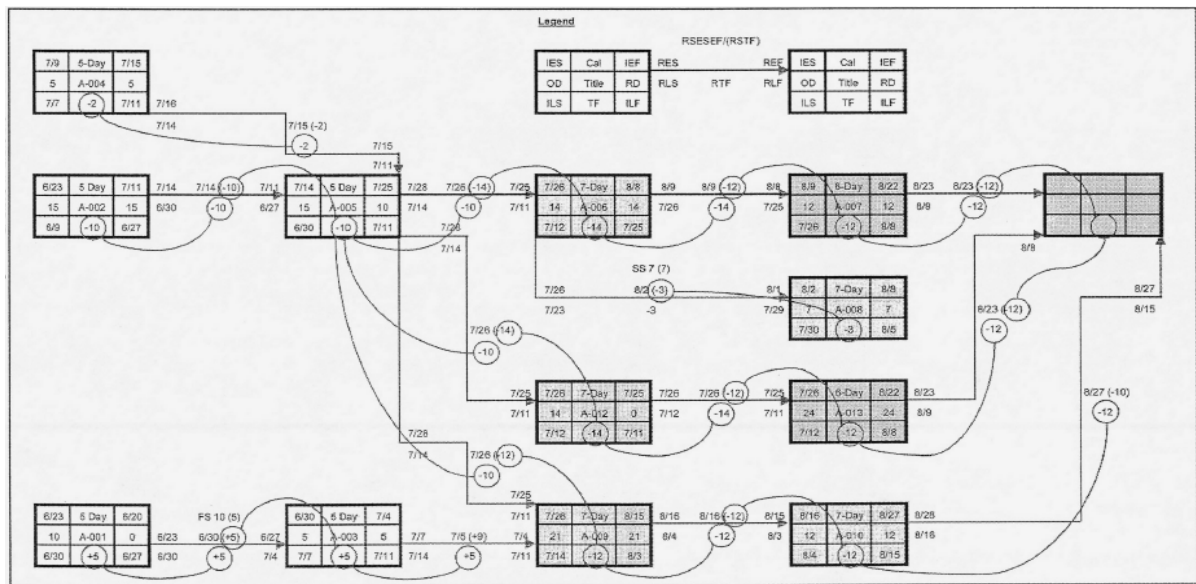 Legend
RSESEF/(RSTF)
IES Cal IEF RES REF IES Cal IEF
OD Title RD RLS RTF RLF OD Title RD
ILS TF ILF ILS TF ILF
7/9 5-Day 7/15
5 A-004 5
7/7 -2 7/11 7/16
7/14 7/15 (-2)
-2
7/15
7/11
6/23 5 Day 7/11 7/14 7/14 (-10) 7/11 7/14 5 Day 7/25 7/28 7/26 (-14) 7/25 7/26 7-Day 8/8 8/9 8/9 (-12) 8/8 8/9 6-Day 8/22 8/23 8/23 (-12)
15 A-002 15 6/30 -10 6/27 15 A-005 10 7/14 -10 7/11 14 A-006 14 7/26 -14 7/25 12 A-007 12 8/9 -12
6/9 -10 6/27 6/30 -10 7/11 7/28 7/12 -14 7/25 7/26 -12 8/8
7/14 8/8
SS 7 (7)
7/26 8/2 (-3) 8/1 8/2 7-Day 8/8 8/27
7/23 -3 7/29 7 A-008 7 8/15
7/30 -3 8/5
8/23 (-12)
-12
7/26 (-14)
-10
7/25 7/26 7-Day 7/25 7/26 7/26 (-12) 7/25 7/26 6-Day 8/22 8/23
7/11 14 A-012 0 7/12 -14 7/11 24 A-013 24 8/9
7/12 -14 7/11 7/12 -12 8/8
8/27 (-10)
-12
7/28
7/14 7/26 (-12)
-10
7/25
7/11
6/23 5 Day 6/20 FS 10 (5) 6/30 5 Day 7/4 7/26 7-Day 8/15 8/16 8/16 (-12) 8/15 8/16 7-Day 8/27 8/28
10 A-001 0 6/23 6/30 (+5) 6/27 5 A-003 5 7/7 7/5 (+9) 7/4 21 A-009 21 8/4 -12 8/3 12 A-010 12 8/16
6/30 +5 6/27 6/30 +5 7/4 7/7 +5 7/11 7/14 +5 7/11 7/14 -12 8/3 8/4 -12 8/15